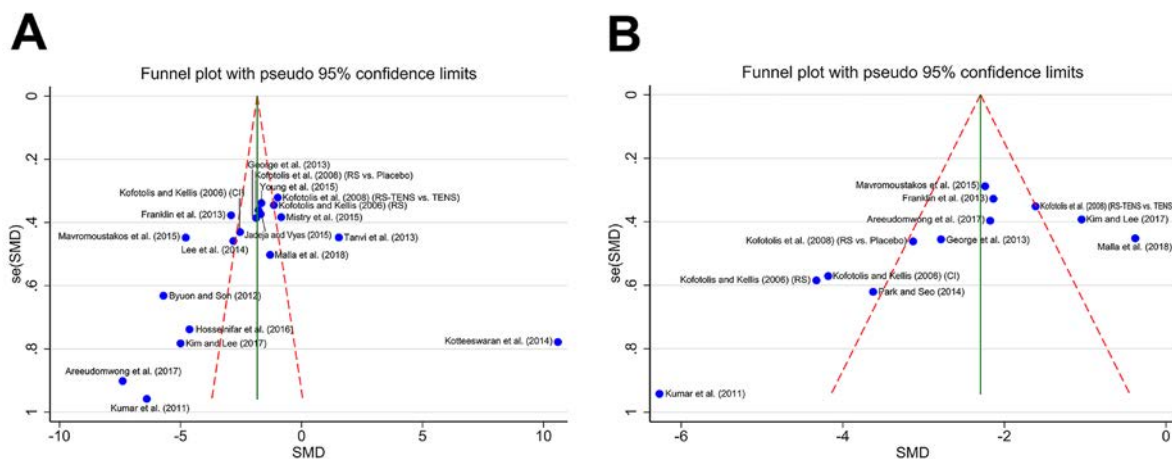 A
Funnel plot with pseudo 95% confidence limits
0
.2
.4
.6
.8
1
se(SMD)
George et al. (2013)
Kofotolis et al. (2008) (RS vs. Placebo)
Young et al. (2015)
Kofotolis and Kellis (2006) (CI)
Kofotolis et al. (2008) (RS-TENS vs. TENS)
Kofotolis and Kellis (2006) (RS)
Franklin et al. (2013)
Mistry et al. (2015)
Mavromoustakos et al. (2015)
Jadeja and Vyas (2015)
Tanvi et al. (2013)
Lee et al. (2014)
Malla et al. (2018)
Byuon and Son (2012)
Hosseinifar et al. (2016)
Kim and Lee (2017)
Kotteeswaran et al. (2014)
Areeudomwong et al. (2017)
Kumar et al. (2011)
-10
-5
0
5
10
SMD
B
Funnel plot with pseudo 95% confidence limits
0
.2
.4
.6
.8
1
se(SMD)
Mavromoustakos et al. (2015)
Franklin et al. (2013)
Kofotolis et al. (2008) (RS-TENS vs. TENS)
Areeudomwong et al. (2017)
Kim and Lee (2017)
Kofotolis et al. (2008) (RS vs. Placebo)
George et al. (2013)
Malla et al. (2018)
Kofotolis and Kellis (2006) (RS)
Kofotolis and Kellis (2006) (CI)
Park and Seo (2014)
Kumar et al. (2011)
-6
-4
-2
0
SMD